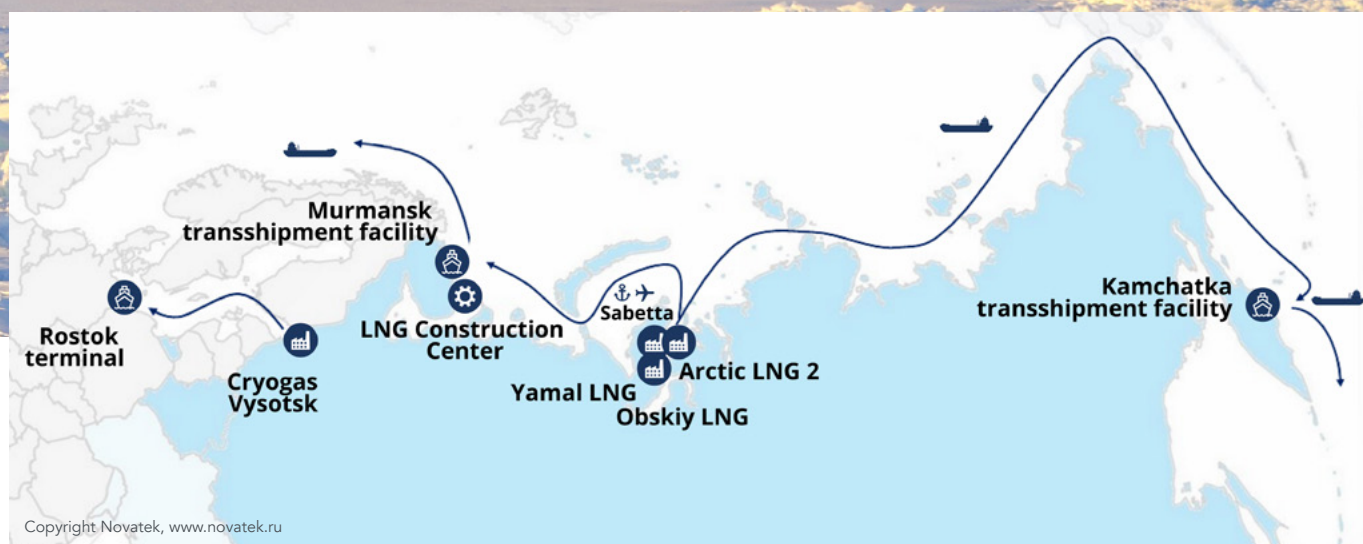 Murmansk
transshipment facility
Rostok
terminal
Cryogas
Vysotsk
LNG Construction
Center
Sabetta
Yamal LNG
Arctic LNG 2
Obskiy LNG
Kamchatka
transshipment facility
Copyright Novatek, www.novatek.ru